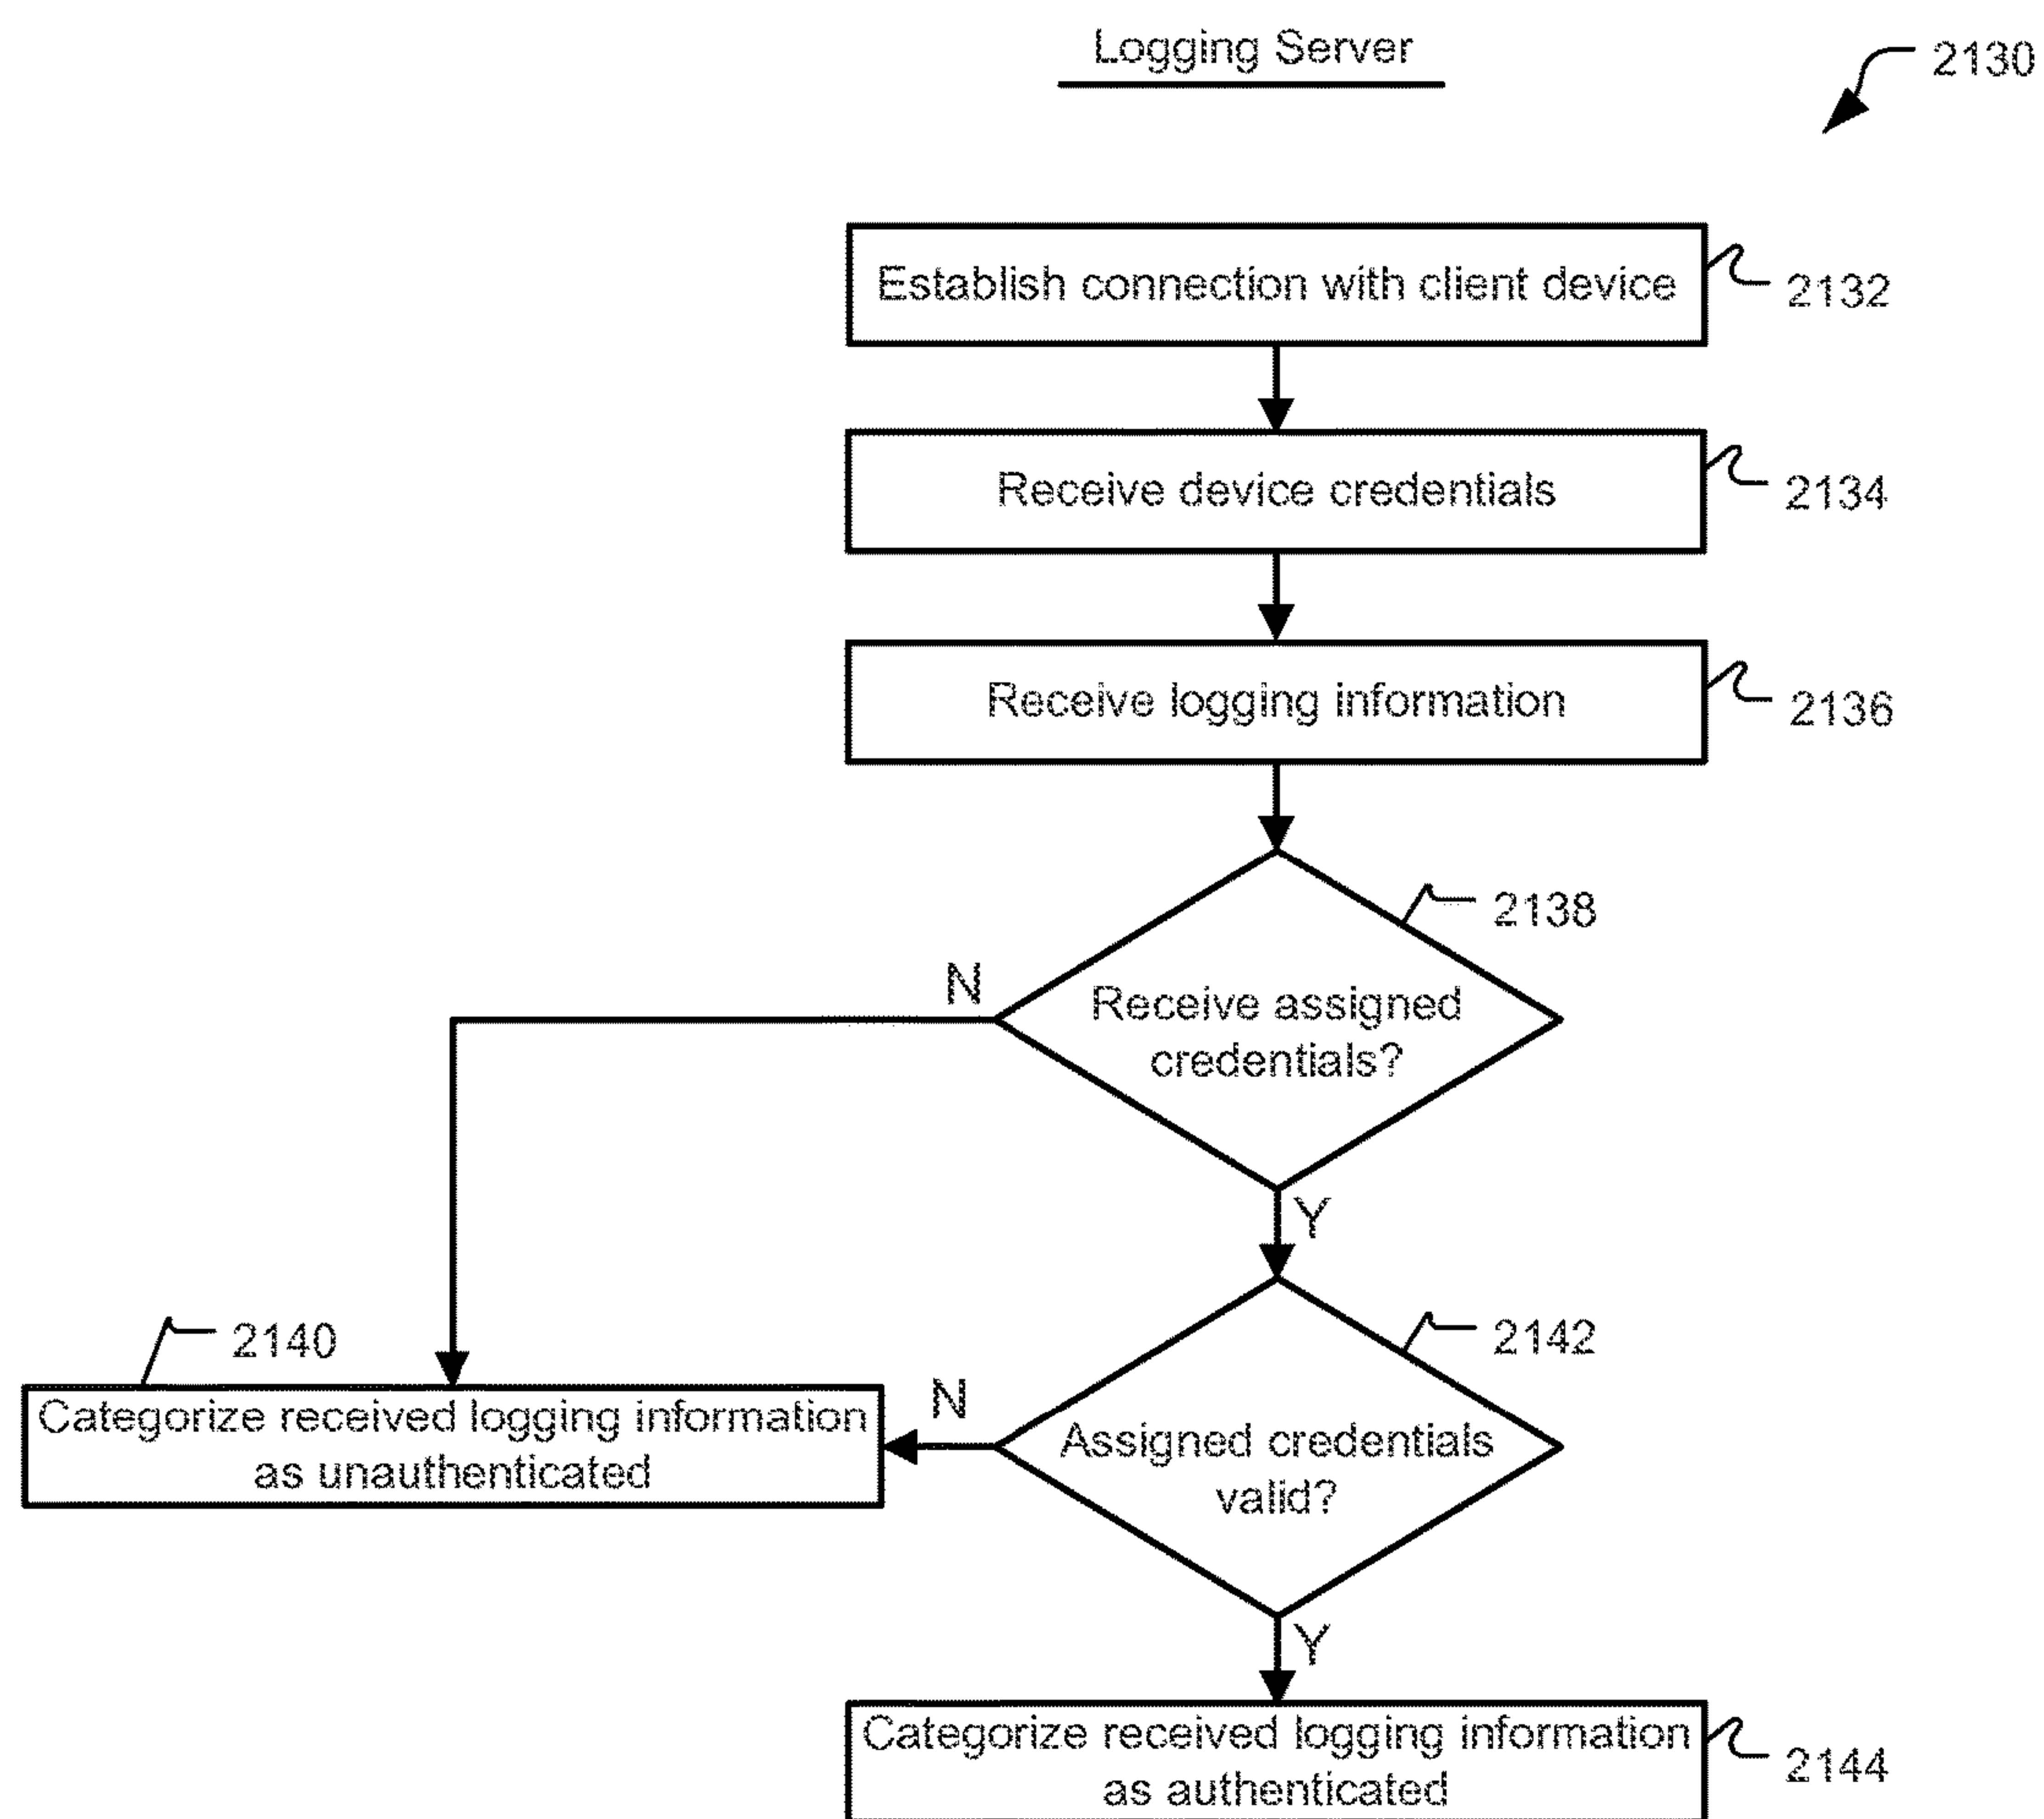 Logging Server
2130
Establish connection with client device
2132
Receive device credentials
2134
Receive logging information
2136
2138
N
Receive assigned
credentials?
Y
2140
2142
Categorize received logging information
as unauthenticated
N
Assigned credentials
valid?
Y
Categorize received logging information
as authenticated
2144